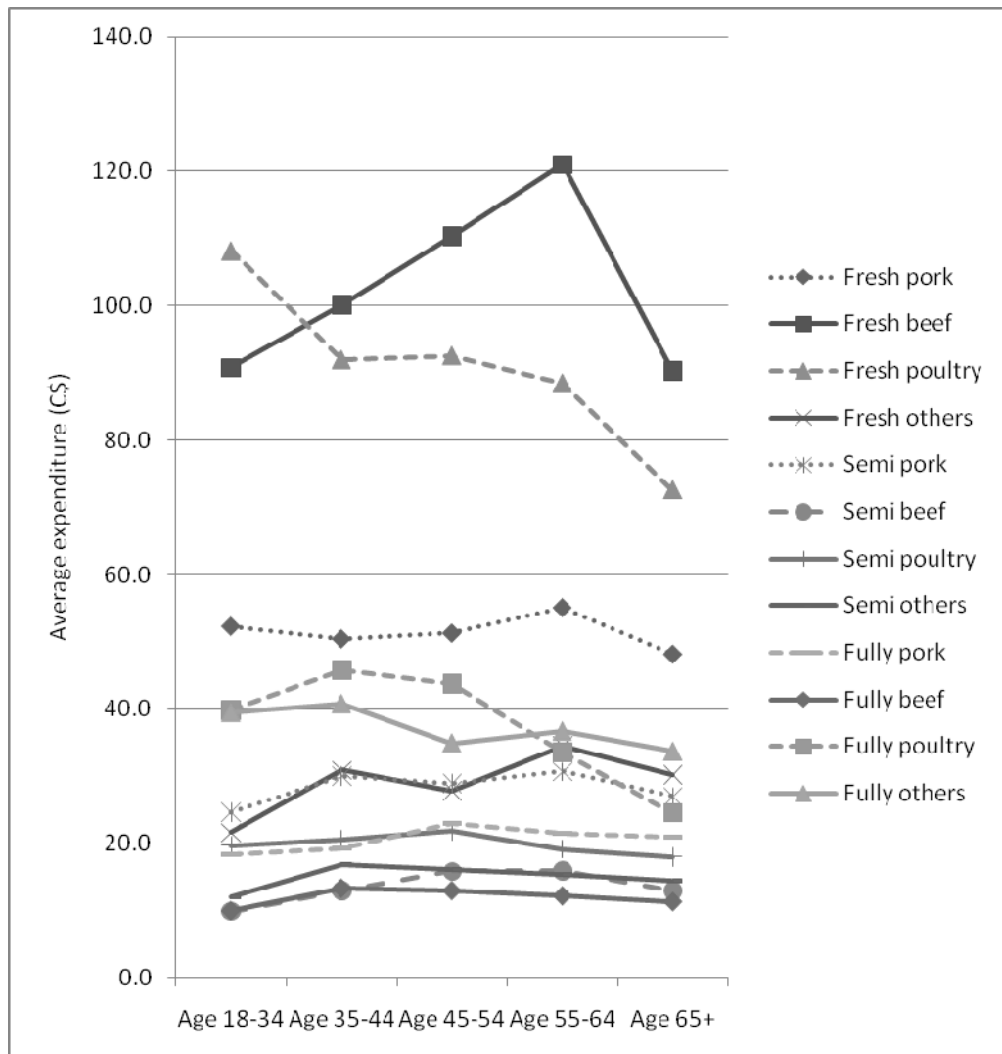 140.0
120.0
100.0
80.0
60.0
40.0
20.0
0.0
Average expenditure (C$)
Age 18-34 Age 35-44 Age 45-54 Age 55-64 Age 65+
Fresh pork
Fresh beef
Fresh poultry
Fresh others
Semi pork
Semi beef
Semi poultry
Semi others
Fully pork
Fully beef
Fully poultry
Fully others